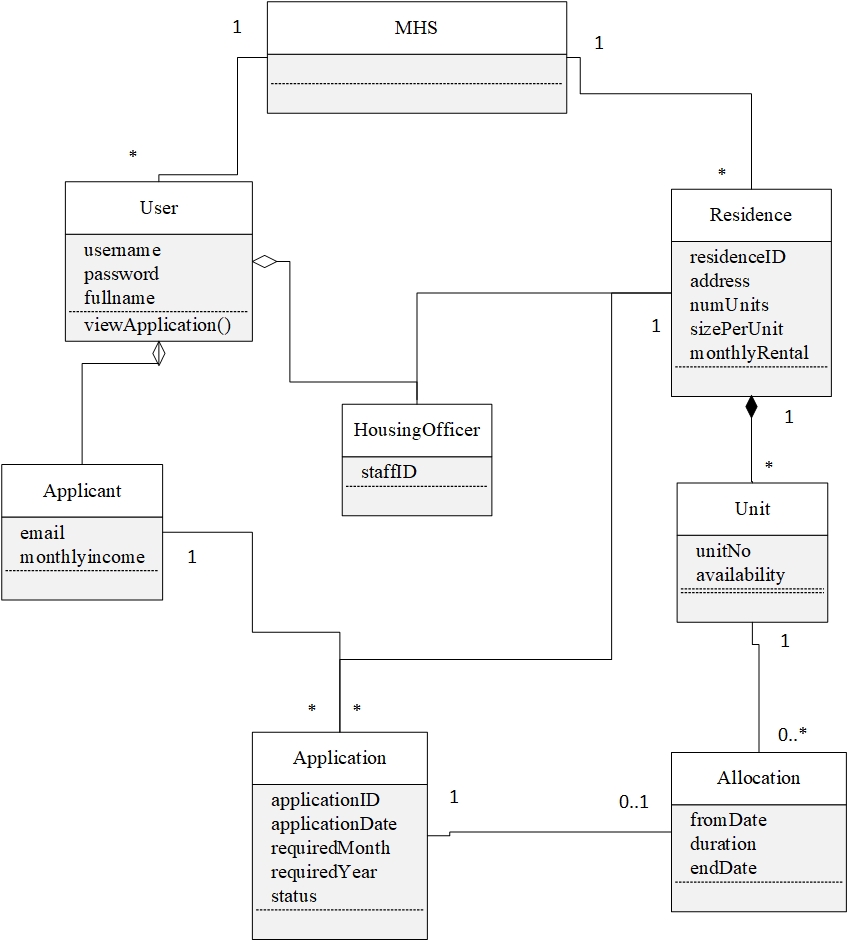 MHS
1
1
*
*
User
username
password
fullname
viewApplication()
Residence
residenceID
address
numUnits
sizePerUnit
monthlyRental
1
1
*
HousingOfficer
staffID
Applicant
email
monthlyincome
1
Unit
unitNo
availability
1
0..*
*
*
Application
applicationID
applicationDate
requiredMonth
requiredYear
status
1
0..1
Allocation
fromDate
duration
endDate